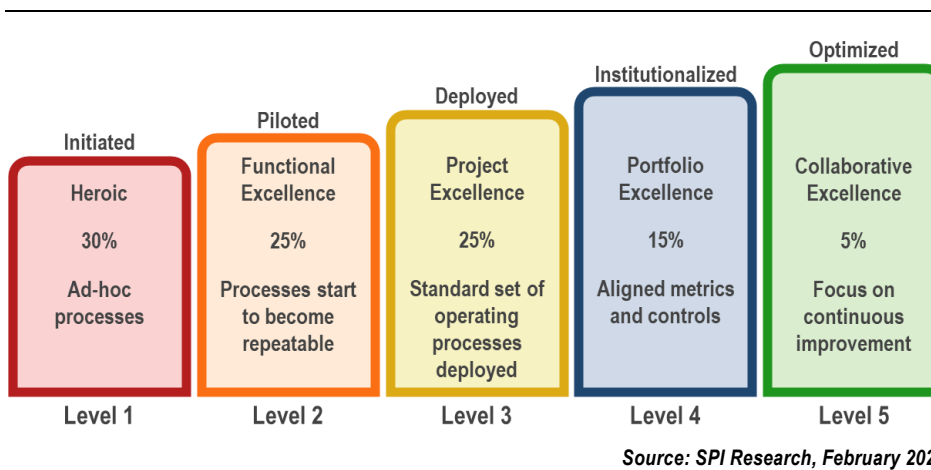 Initiated
Heroic
30%
Ad-hoc
processes
Level 1
Piloted
Functional
Excellence
25%
Processes start
to become
repeatable
Level 2
Deployed
Project
Excellence
25%
Standard set of
operating
processes
deployed
Level 3
Institutionalized
Portfolio
Excellence
15%
Aligned metrics
and controls
Level 4
Optimized
Collaborative
Excellence
5%
Focus on
continuous
improvement
Level 5
Source: SPI Research, February